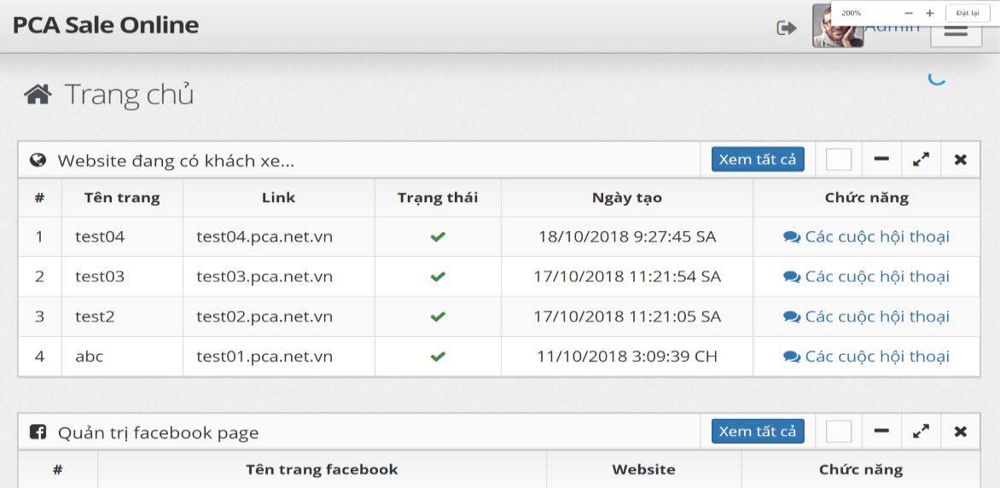 PCA Sale Online
200% − + Đặt lại
Admin
Trang chủ
Website đang có khách xe... Xem tất cả
# Tên trang Link Trạng thái Ngày tạo Chức năng
1 test04 test04.pca.net.vn 18/10/2018 9:27:45 SA Các cuộc hội thoại
2 test03 test03.pca.net.vn 17/10/2018 11:21:54 SA Các cuộc hội thoại
3 test2 test02.pca.net.vn 17/10/2018 11:21:05 SA Các cuộc hội thoại
4 abc test01.pca.net.vn 11/10/2018 3:09:39 CH Các cuộc hội thoại
Quản trị facebook page Xem tất cả
# Tên trang facebook Website Chức năng